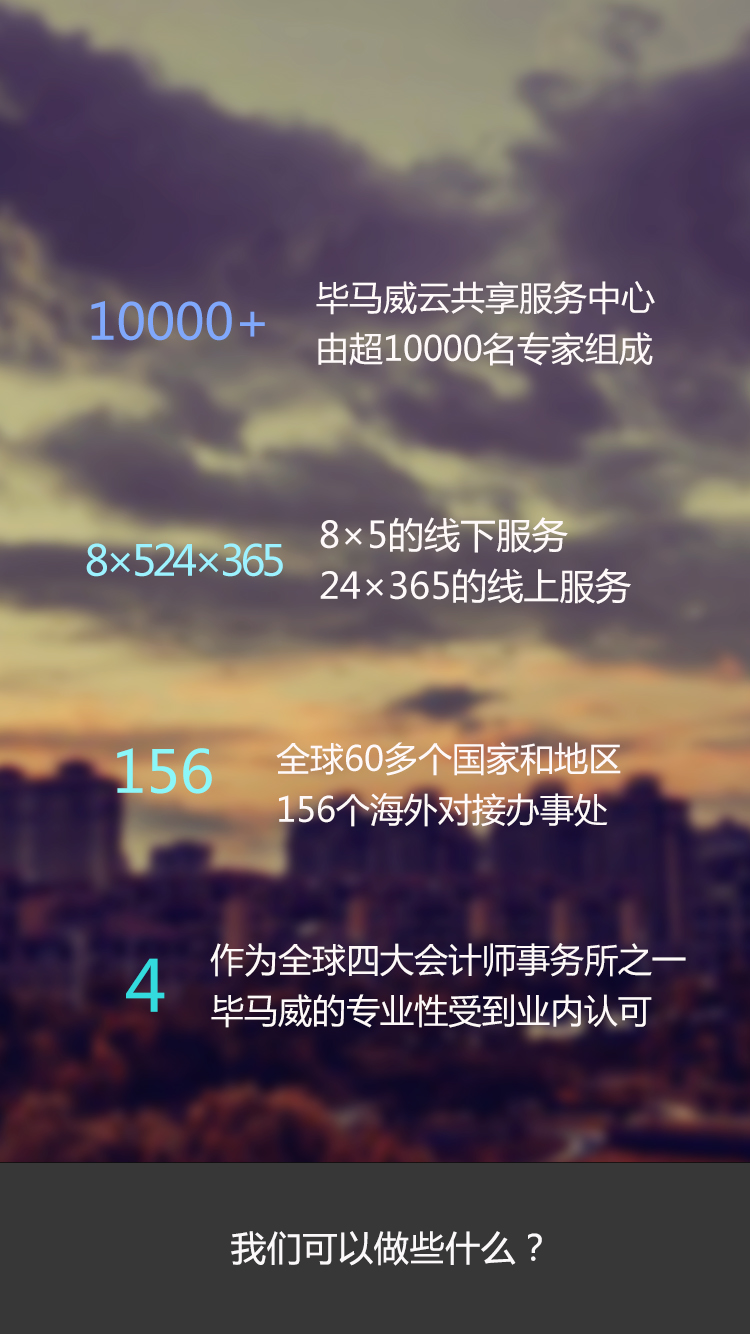 10000+
毕马威云共享服务中心
由超10000名专家组成
8×524×365
8×5的线下服务
24×365的线上服务
156
全球60多个国家和地区
156个海外对接办事处
4
作为全球四大会计师事务所之一
毕马威的专业性受到业内认可
我们可以做些什么？